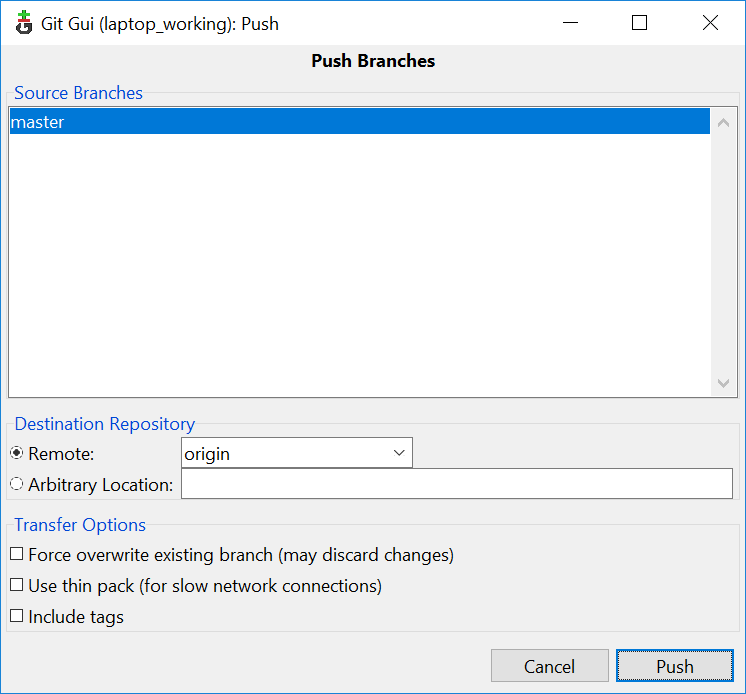 Git Gui (laptop_working): Push
Push Branches
Source Branches
master
Destination Repository
Remote: origin
Arbitrary Location:
Transfer Options
Force overwrite existing branch (may discard changes)
Use thin pack (for slow network connections)
Include tags
Cancel Push